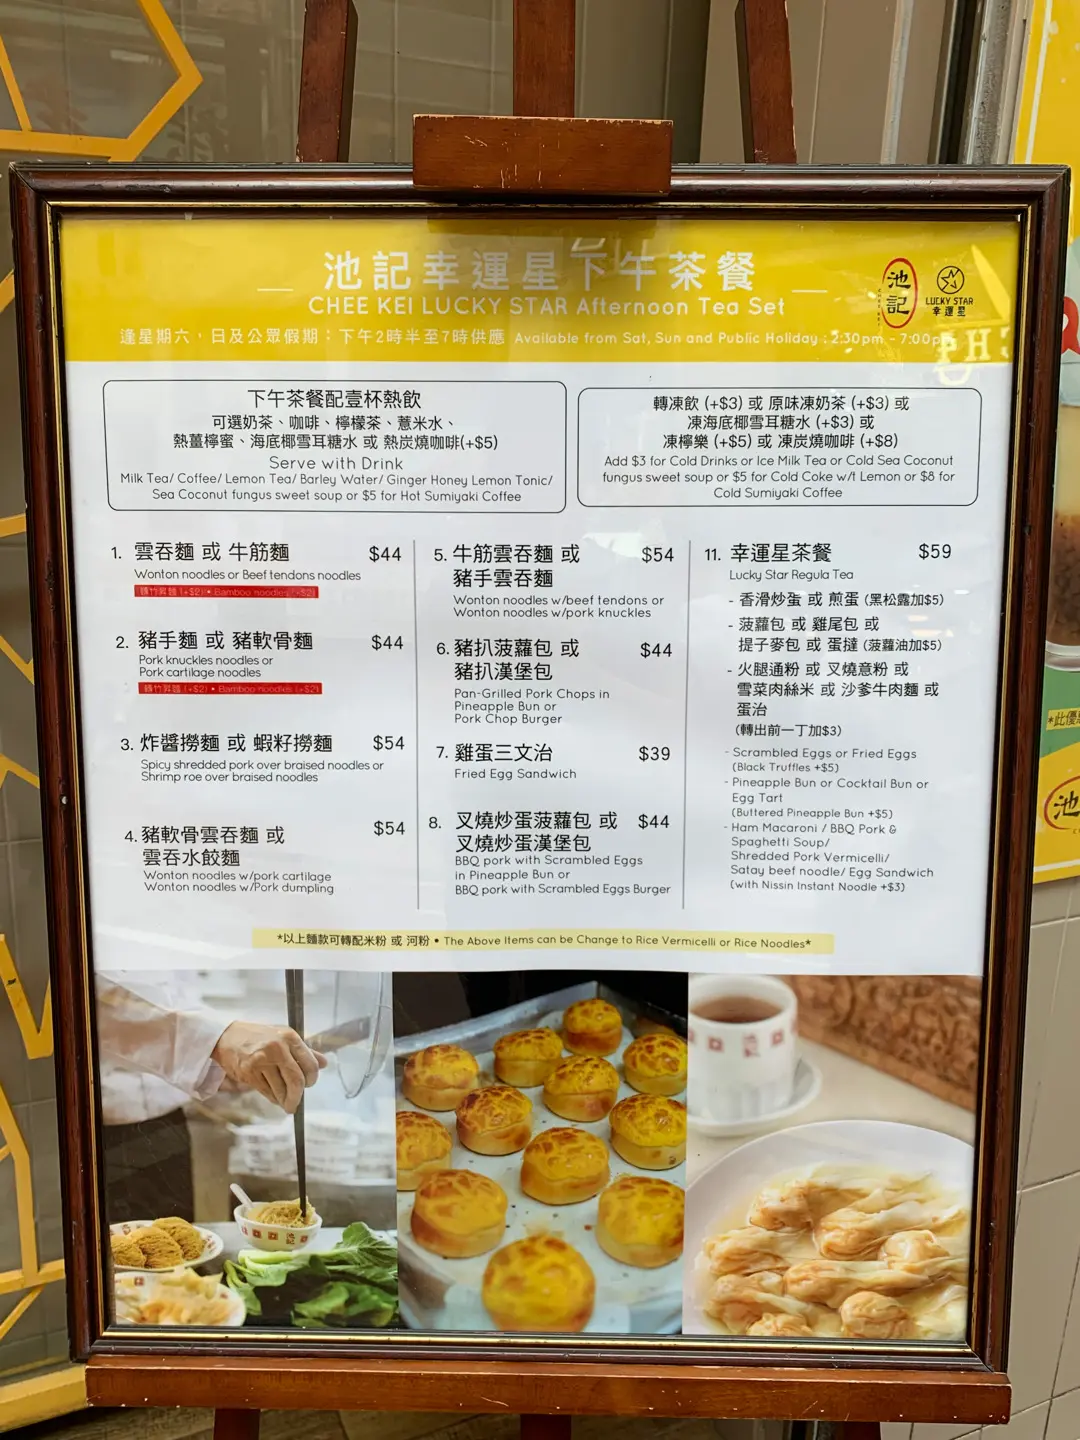 池記幸運星下午茶餐
CHEE KEI LUCKY STAR Afternoon Tea Set
逢星期六，日及公眾假期：下午2時半至7時供應 Available from Sat, Sun and Public Holiday : 2:30pm - 7:00pm
池記
LUCKY STAR
幸運星
下午茶餐配壹杯熱飲
可選奶茶、咖啡、檸檬茶、薏米水、
熱薑檸蜜、海底椰雪耳糖水 或 熱炭燒咖啡(+$5)
Serve with Drink
Milk Tea/ Coffee/ Lemon Tea/ Barley Water/ Ginger Honey Lemon Tonic/
Sea Coconut fungus sweet soup or $5 for Hot Sumiyaki Coffee
轉凍飲 (+$3) 或 原味凍奶茶 (+$3) 或
凍海底椰雪耳糖水 (+$3) 或
凍檸樂 (+$5) 或 凍炭燒咖啡 (+$8)
Add $3 for Cold Drinks or Ice Milk Tea or Cold Sea Coconut
fungus sweet soup or $5 for Cold Coke w/t Lemon or $8 for
Cold Sumiyaki Coffee
1. 雲吞麵 或 牛筋麵 $44
Wonton noodles or Beef tendons noodles
轉竹昇麵 (+$2) • Bamboo noodles (+$2)
2. 豬手麵 或 豬軟骨麵 $44
Pork knuckles noodles or
Pork cartilage noodles
轉竹昇麵 (+$2) • Bamboo noodles (+$2)
3. 炸醬撈麵 或 蝦籽撈麵 $54
Spicy shredded pork over braised noodles or
Shrimp roe over braised noodles
4. 豬軟骨雲吞麵 或 $54
雲吞水餃麵
Wonton noodles w/pork cartilage
Wonton noodles w/Pork dumpling
5. 牛筋雲吞麵 或 $54
豬手雲吞麵
Wonton noodles w/beef tendons or
Wonton noodles w/pork knuckles
6. 豬扒菠蘿包 或 $44
豬扒漢堡包
Pan-Grilled Pork Chops in
Pineapple Bun or
Pork Chop Burger
7. 雞蛋三文治 $39
Fried Egg Sandwich
8. 叉燒炒蛋菠蘿包 或 $44
叉燒炒蛋漢堡包
BBQ pork with Scrambled Eggs
in Pineapple Bun or
BBQ pork with Scrambled Eggs Burger
11. 幸運星茶餐 $59
Lucky Star Regula Tea
- 香滑炒蛋 或 煎蛋 (黑松露加$5)
- 菠蘿包 或 雞尾包 或
提子麥包 或 蛋撻 (菠蘿油加$5)
- 火腿通粉 或 叉燒意粉 或
雪菜肉絲米 或 沙爹牛肉麵 或
蛋治
(轉出前一丁加$3)
- Scrambled Eggs or Fried Eggs
(Black Truffles +$5)
- Pineapple Bun or Cocktail Bun or
Egg Tart
(Buttered Pineapple Bun +$5)
- Ham Macaroni / BBQ Pork &
Spaghetti Soup/
Shredded Pork Vermicelli/
Satay beef noodle/ Egg Sandwich
(with Nissin Instant Noodle +$3)
*以上麵款可轉配米粉 或 河粉 • The Above Items can be Change to Rice Vermicelli or Rice Noodles*
池記
*此優
池